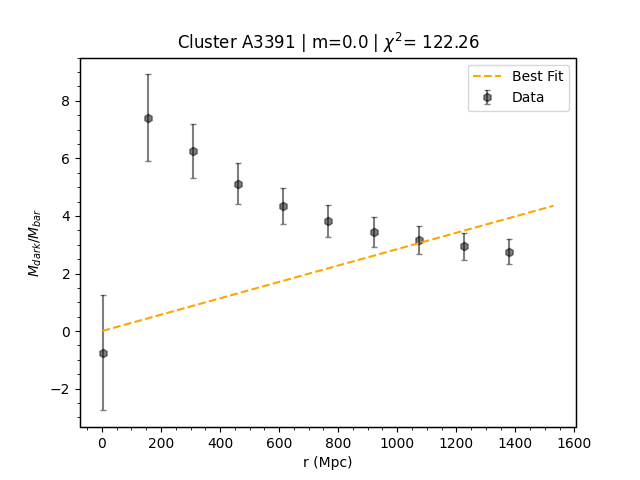 Cluster A3391 | m=0.0 | χ²= 122.26
Best Fit
Data
8
6
4
2
0
−2
M_dark/M_bar
0 200 400 600 800 1000 1200 1400 1600
r (Mpc)